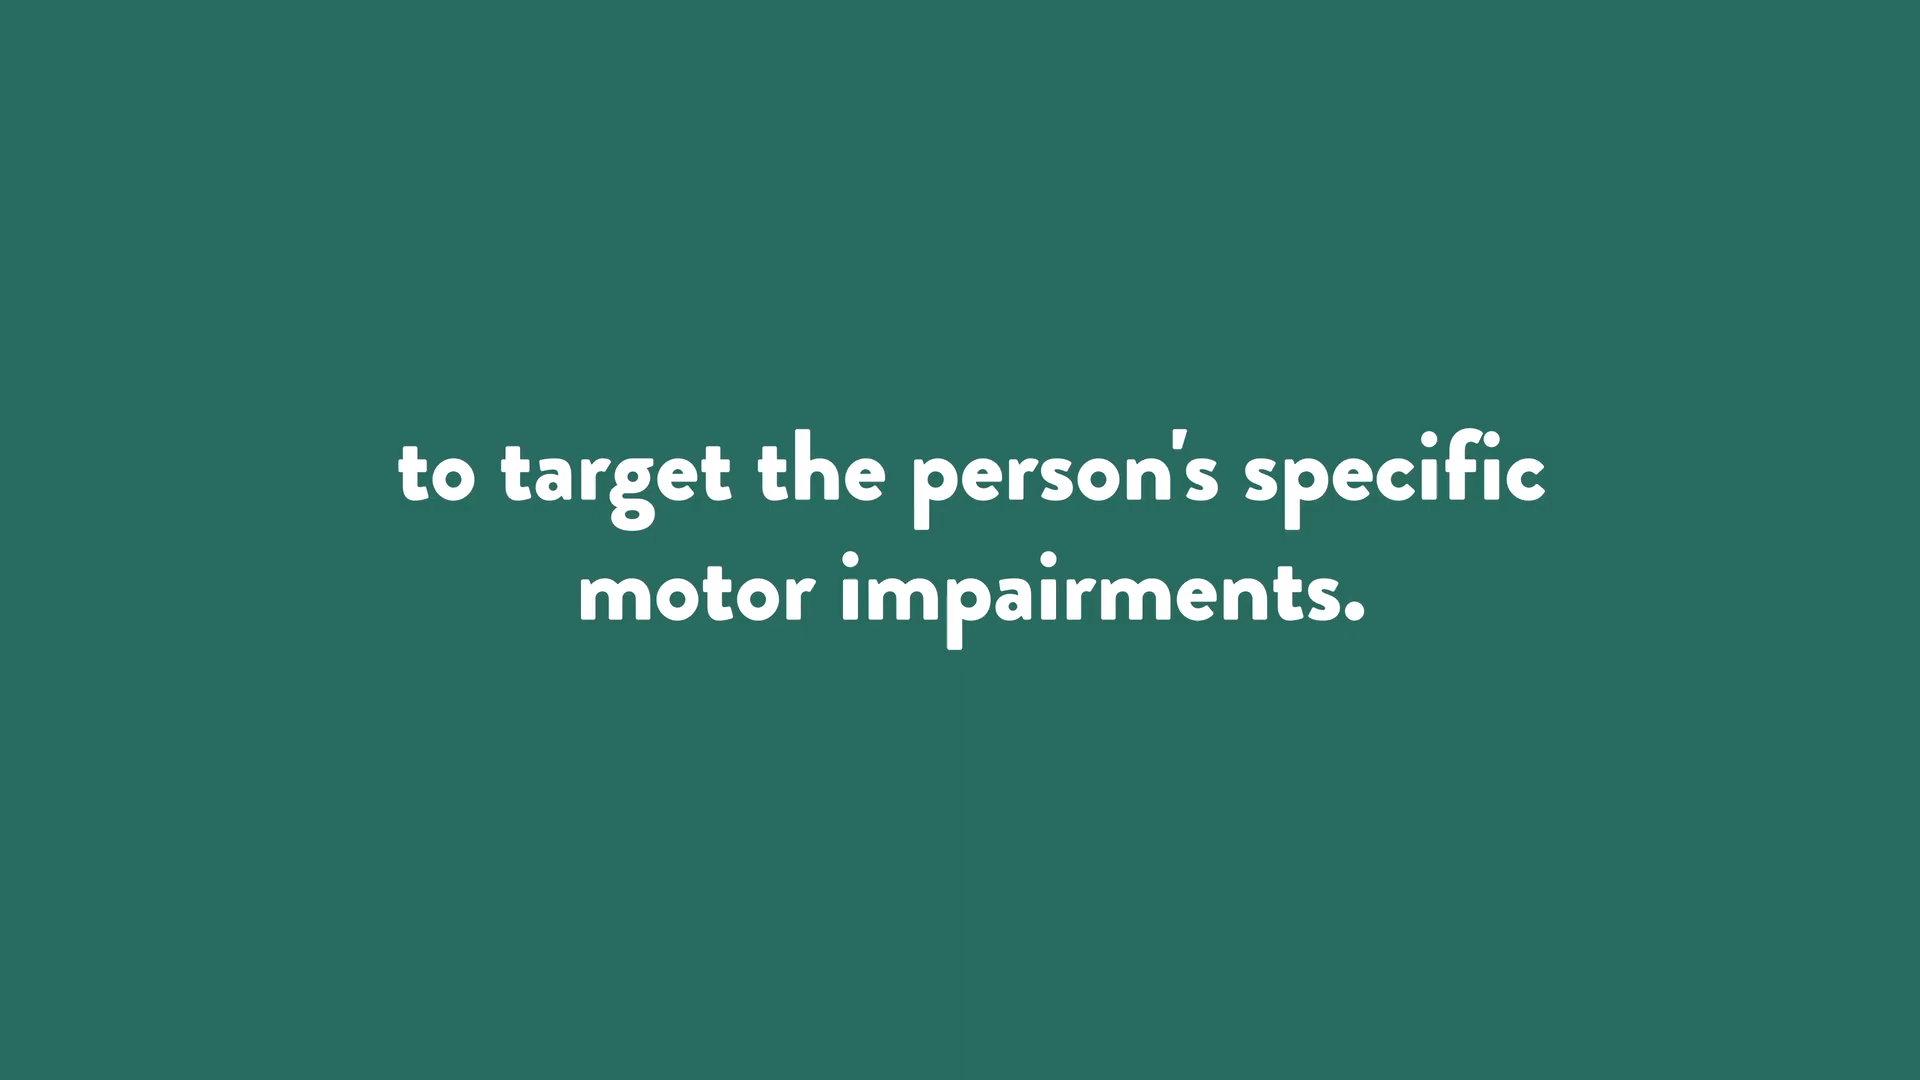 to target the person's specific
motor impairments.